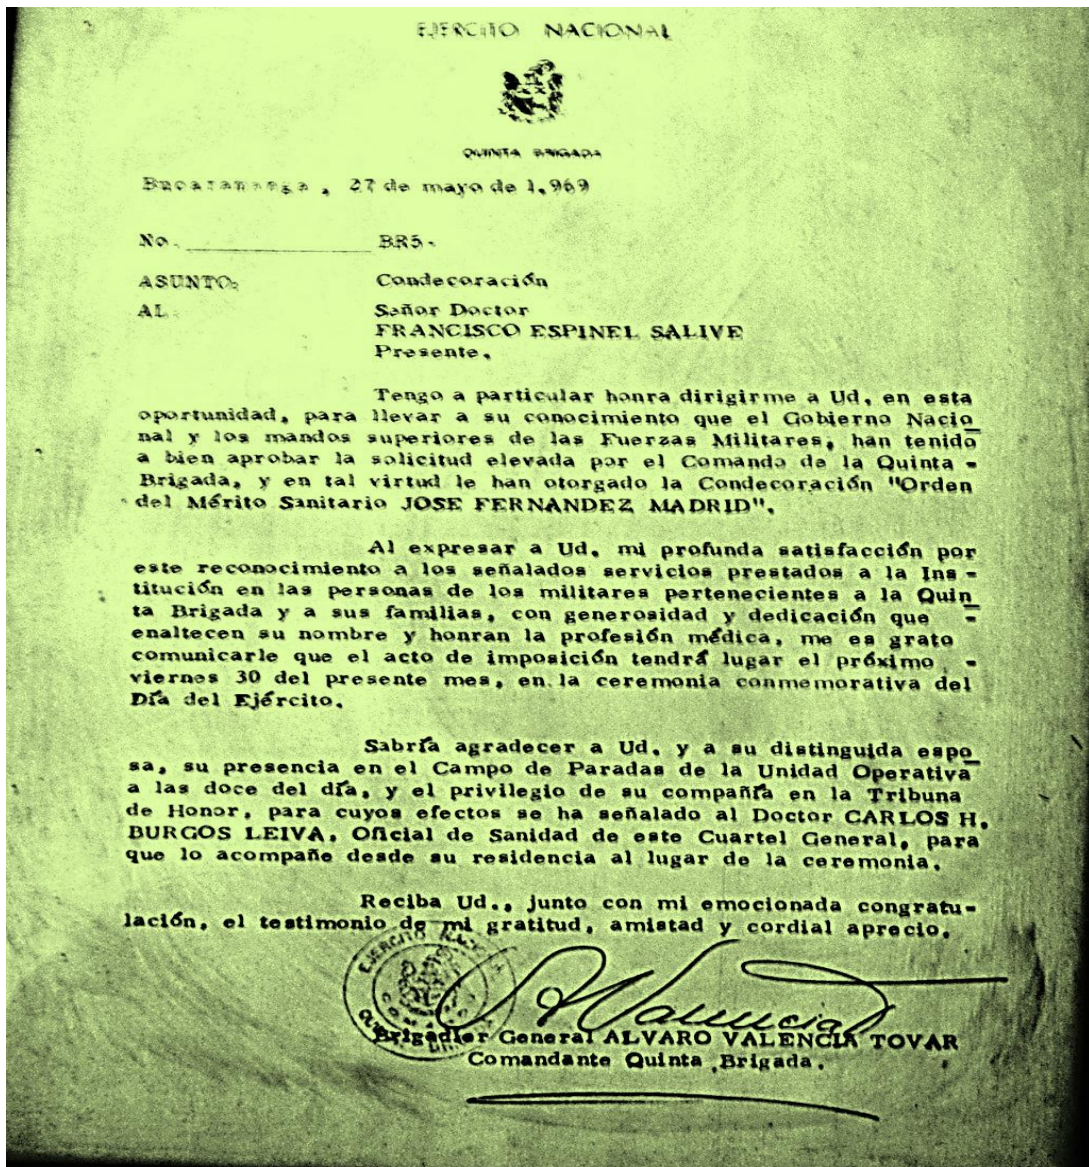 EJERCITO NACIONAL
QUINTA BRIGADA
Bucaramanga, 27 de mayo de 1.969
No. BR5-
ASUNTO: Condecoración
AL: Señor Doctor
FRANCISCO ESPINEL SALIVE
Presente.
Tengo a particular honra dirigirme a Ud. en esta
oportunidad, para llevar a su conocimiento que el Gobierno Nacio
nal y los mandos superiores de las Fuerzas Militares, han tenido
a bien aprobar la solicitud elevada por el Comando de la Quinta -
Brigada, y en tal virtud le han otorgado la Condecoración "Orden
del Mérito Sanitario JOSE FERNANDEZ MADRID".
Al expresar a Ud. mi profunda satisfacción por
este reconocimiento a los señalados servicios prestados a la Ins -
titución en las personas de los militares pertenecientes a la Quin
ta Brigada y a sus familias, con generosidad y dedicación que -
enaltecen su nombre y honran la profesión médica, me es grato
comunicarle que el acto de imposición tendrá lugar el próximo -
viernes 30 del presente mes, en la ceremonia conmemorativa del
Día del Ejército.
Sabría agradecer a Ud. y a su distinguida espo
sa, su presencia en el Campo de Paradas de la Unidad Operativa
a las doce del día, y el privilegio de su compañía en la Tribuna
de Honor, para cuyos efectos se ha señalado al Doctor CARLOS H.
BURGOS LEIVA, Oficial de Sanidad de este Cuartel General, para
que lo acompañe desde su residencia al lugar de la ceremonia.
Reciba Ud., junto con mi emocionada congratu-
lación, el testimonio de mi gratitud, amistad y cordial aprecio.
EJERCITO NACIONAL
Valencia
Brigadier General ALVARO VALENCIA TOVAR
Comandante Quinta Brigada.